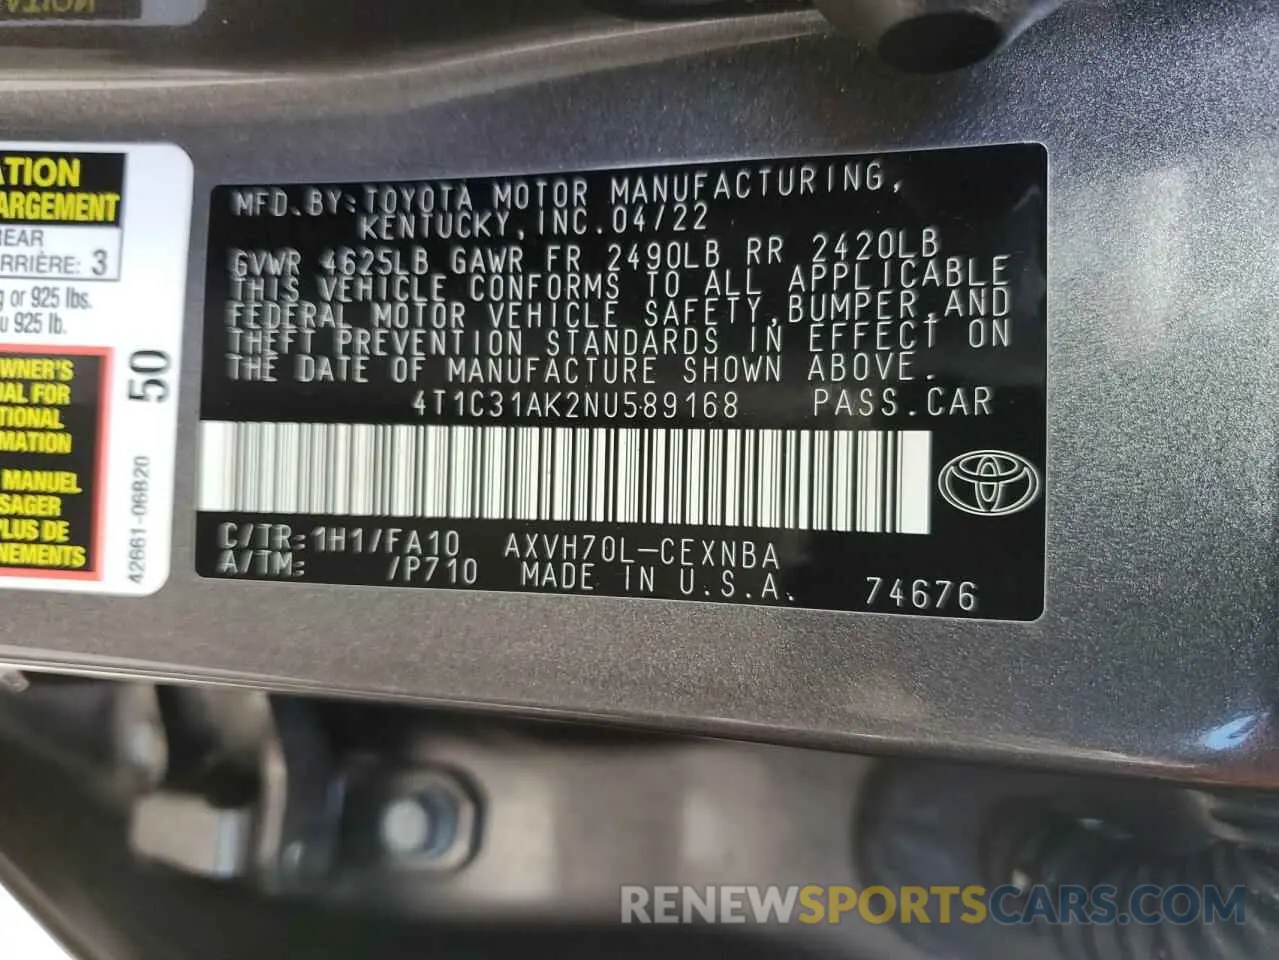 ATION
ARGEMENT
REAR
ARRIÈRE: 3
g or 925 lbs.
u 925 lb.
OWNER'S
UAL FOR
TIONAL
MATION
MANUEL
SAGER
PLUS DE
NEMENTS
50
42661-06B20
MFD.BY:TOYOTA MOTOR MANUFACTURING,
KENTUCKY,INC.04/22
GVWR 4625LB GAWR FR 2490LB RR 2420LB
THIS VEHICLE CONFORMS TO ALL APPLICABLE
FEDERAL MOTOR VEHICLE SAFETY,BUMPER,AND
THEFT PREVENTION STANDARDS IN EFFECT ON
THE DATE OF MANUFACTURE SHOWN ABOVE.
4T1C31AK2NU589168 PASS.CAR
C/TR:1H1/FA10 AXVH70L-CEXNBA
A/TM: /P710 MADE IN U.S.A. 74676
RENEWSPORTSCARS.COM